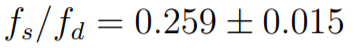 f_s/f_d = 0.259 ± 0.015